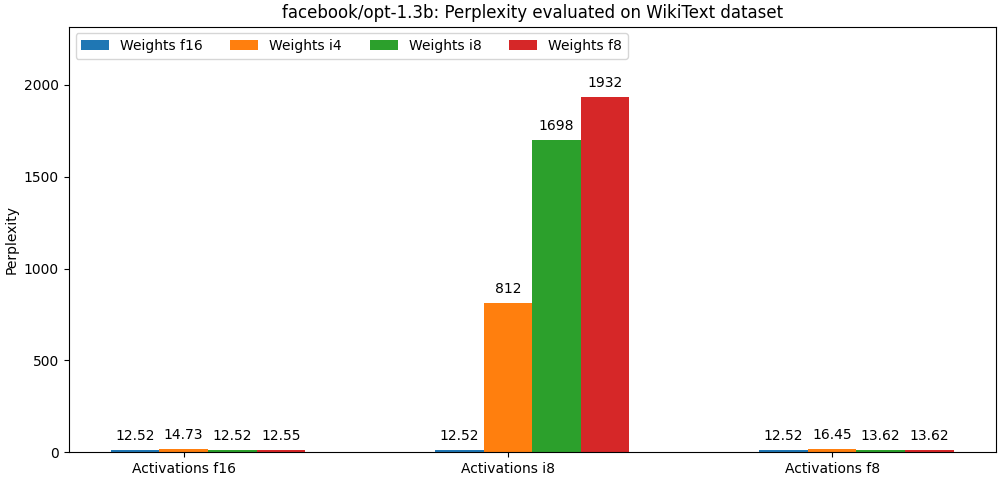 facebook/opt-1.3b: Perplexity evaluated on WikiText dataset
Weights f16 Weights i4 Weights i8 Weights f8
Perplexity
2000
1500
1000
500
0
12.52 14.73 12.52 12.55
12.52 812 1698 1932
12.52 16.45 13.62 13.62
Activations f16 Activations i8 Activations f8